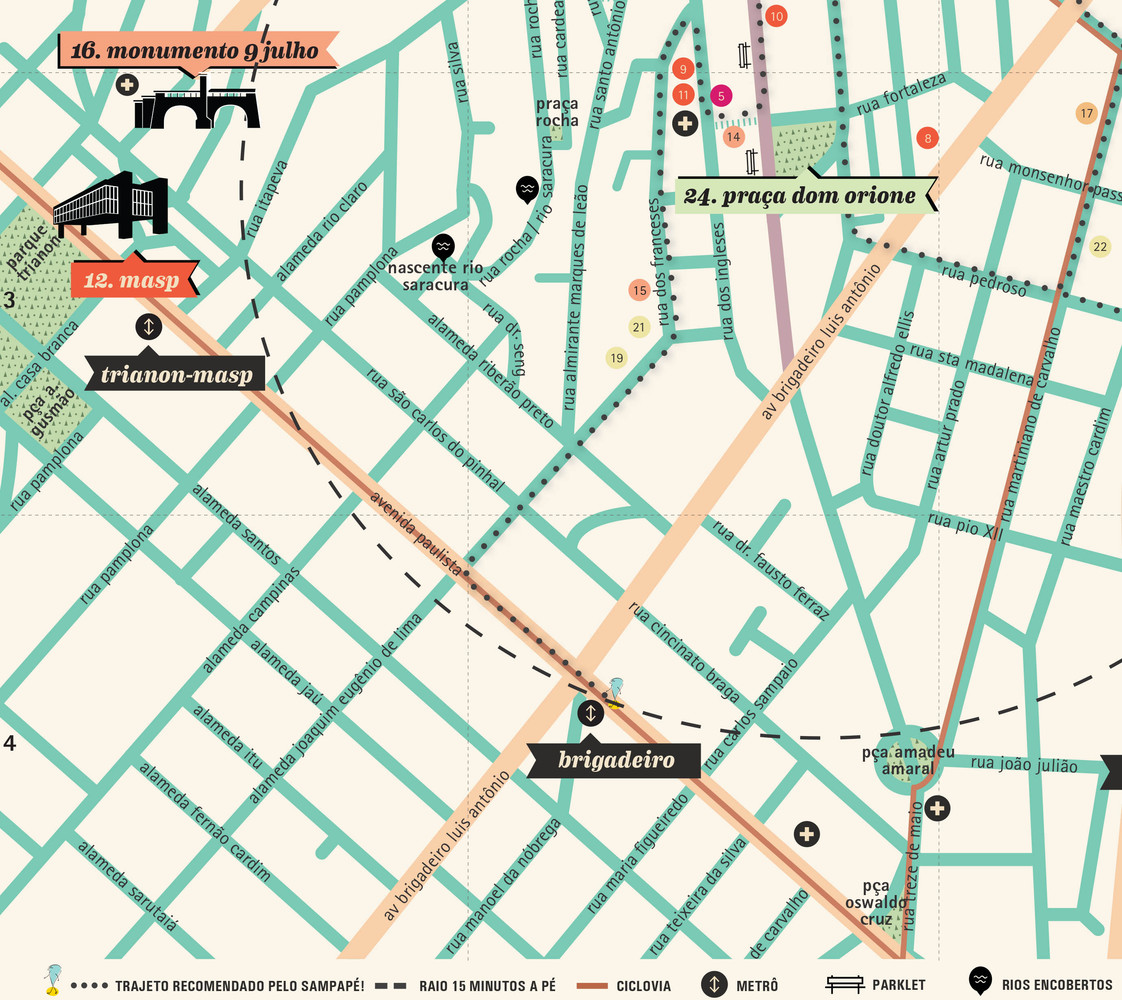 16. monumento 9 julho
rua silva
rua roch
rua cardea
rua santo antônio
praça
rocha
10
9
11
5
14
8
17
22
15
21
19
rua fortaleza
rua monsenhor pass
24. praça dom orione
rua itapeva
alameda rio claro
rua pamplona
nascente rio
saracura
rua rocha / rio saracura
rua almirante marques de leão
rua dos franceses
rua dos ingleses
rua pedroso
parque
trianon
12. masp
3
al. casa branca
pça a.
gusmão
trianon-masp
rua dr. seng
alameda ribeirão preto
rua são carlos do pinhal
av brigadeiro luis antônio
rua doutor alfredo ellis
rua sta madalena
rua artur prado
rua martiniano de carvalho
rua maestro cardim
rua pamplona
alameda santos
avenida paulista
rua pio XII
rua pamplona
rua dr. fausto ferraz
alameda campinas
alameda jaú
alameda joaquim eugênio de lima
rua cincinato braga
rua carlos sampaio
alameda itu
4
brigadeiro
pça amadeu
amaral
rua joão julião
alameda fernão cardim
av brigadeiro luis antônio
rua manoel da nóbrega
rua maria figueiredo
rua teixeira da silva
de carvalho
rua treze de maio
pça
oswaldo
cruz
alameda sarutaiá
TRAJETO RECOMENDADO PELO SAMPAPÉ!
RAIO 15 MINUTOS A PÉ
CICLOVIA
METRÔ
PARKLET
RIOS ENCOBERTOS